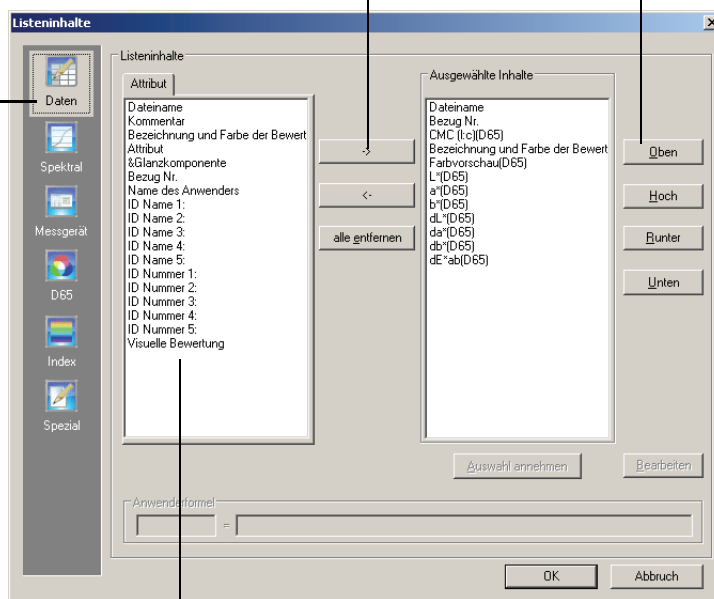 Listeninhalte
Daten
Spektral
Messgerät
D65
Index
Spezial
Listeninhalte
Attribut
Dateiname
Kommentar
Bezeichnung und Farbe der Bewert
Attribut
&Glanzkomponente
Bezug Nr.
Name des Anwenders
ID Name 1:
ID Name 2:
ID Name 3:
ID Name 4:
ID Name 5:
ID Nummer 1:
ID Nummer 2:
ID Nummer 3:
ID Nummer 4:
ID Nummer 5:
Visuelle Bewertung
->
<-
alle entfernen
Ausgewählte Inhalte
Dateiname
Bezug Nr.
CMC (l:c)(D65)
Bezeichnung und Farbe der Bewert
Farbvorschau(D65)
L*(D65)
a*(D65)
b*(D65)
dL*(D65)
da*(D65)
db*(D65)
dE*ab(D65)
Oben
Hoch
Runter
Unten
Auswahl annehmen
Bearbeiten
Anwenderformel
=
OK
Abbruch